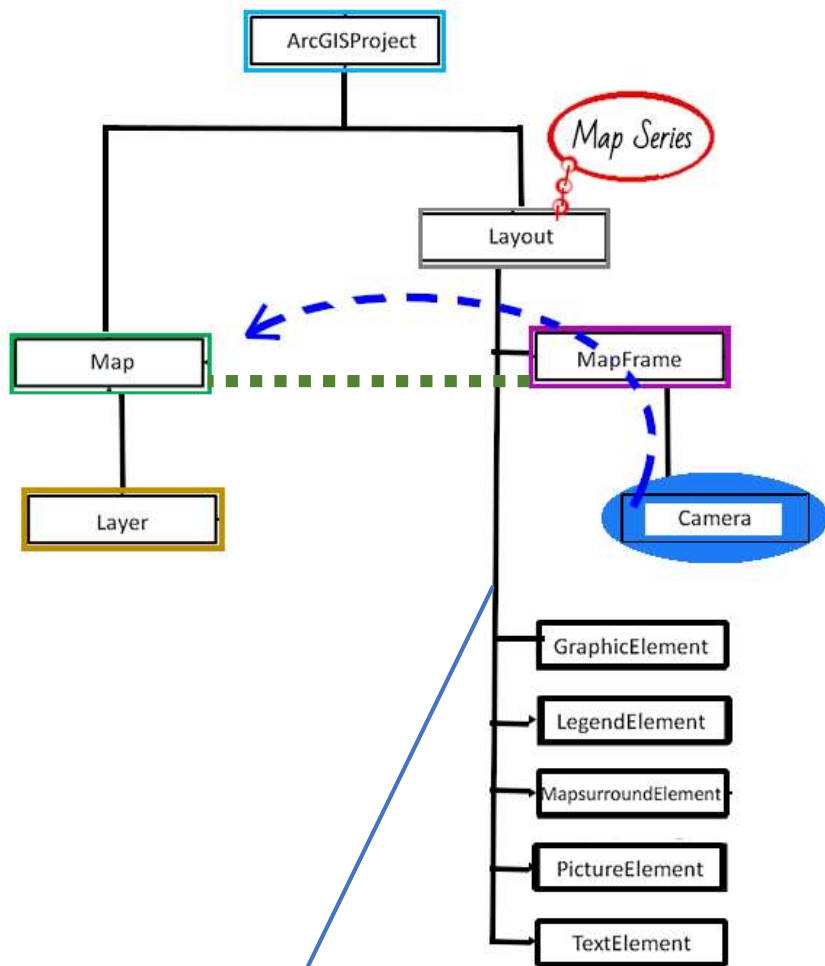 ArcGISProject
Map Series
Layout
Map
MapFrame
Layer
Camera
GraphicElement
LegendElement
MapsurroundElement
PictureElement
TextElement